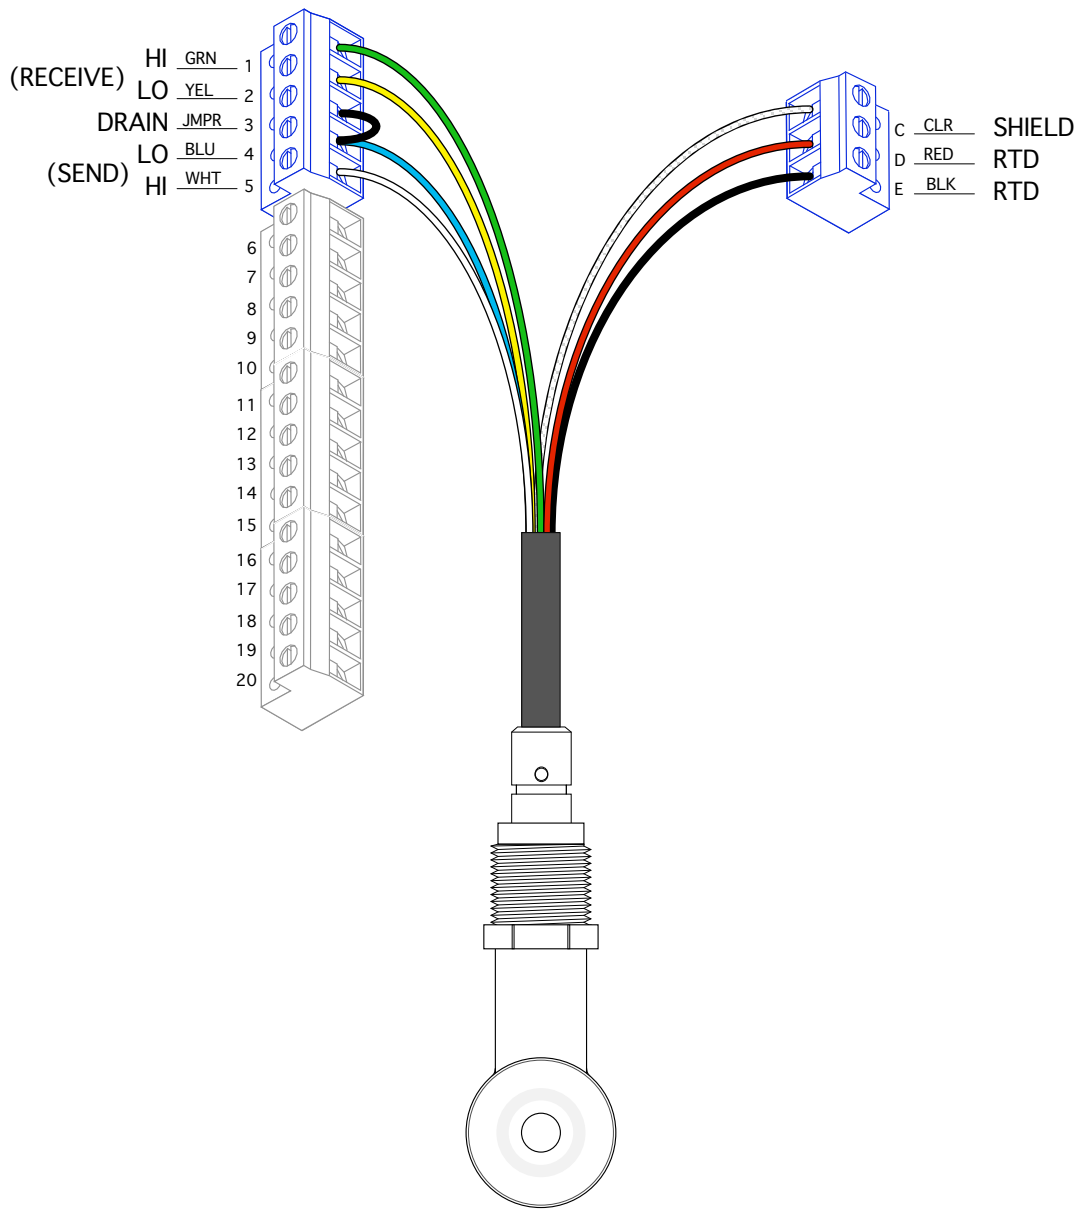 HI GRN 1
(RECEIVE)
LO YEL 2
DRAIN JMPR 3
LO BLU 4
(SEND)
HI WHT 5
6
7
8
9
10
11
12
13
14
15
16
17
18
19
20
C CLR SHIELD
D RED RTD
E BLK RTD